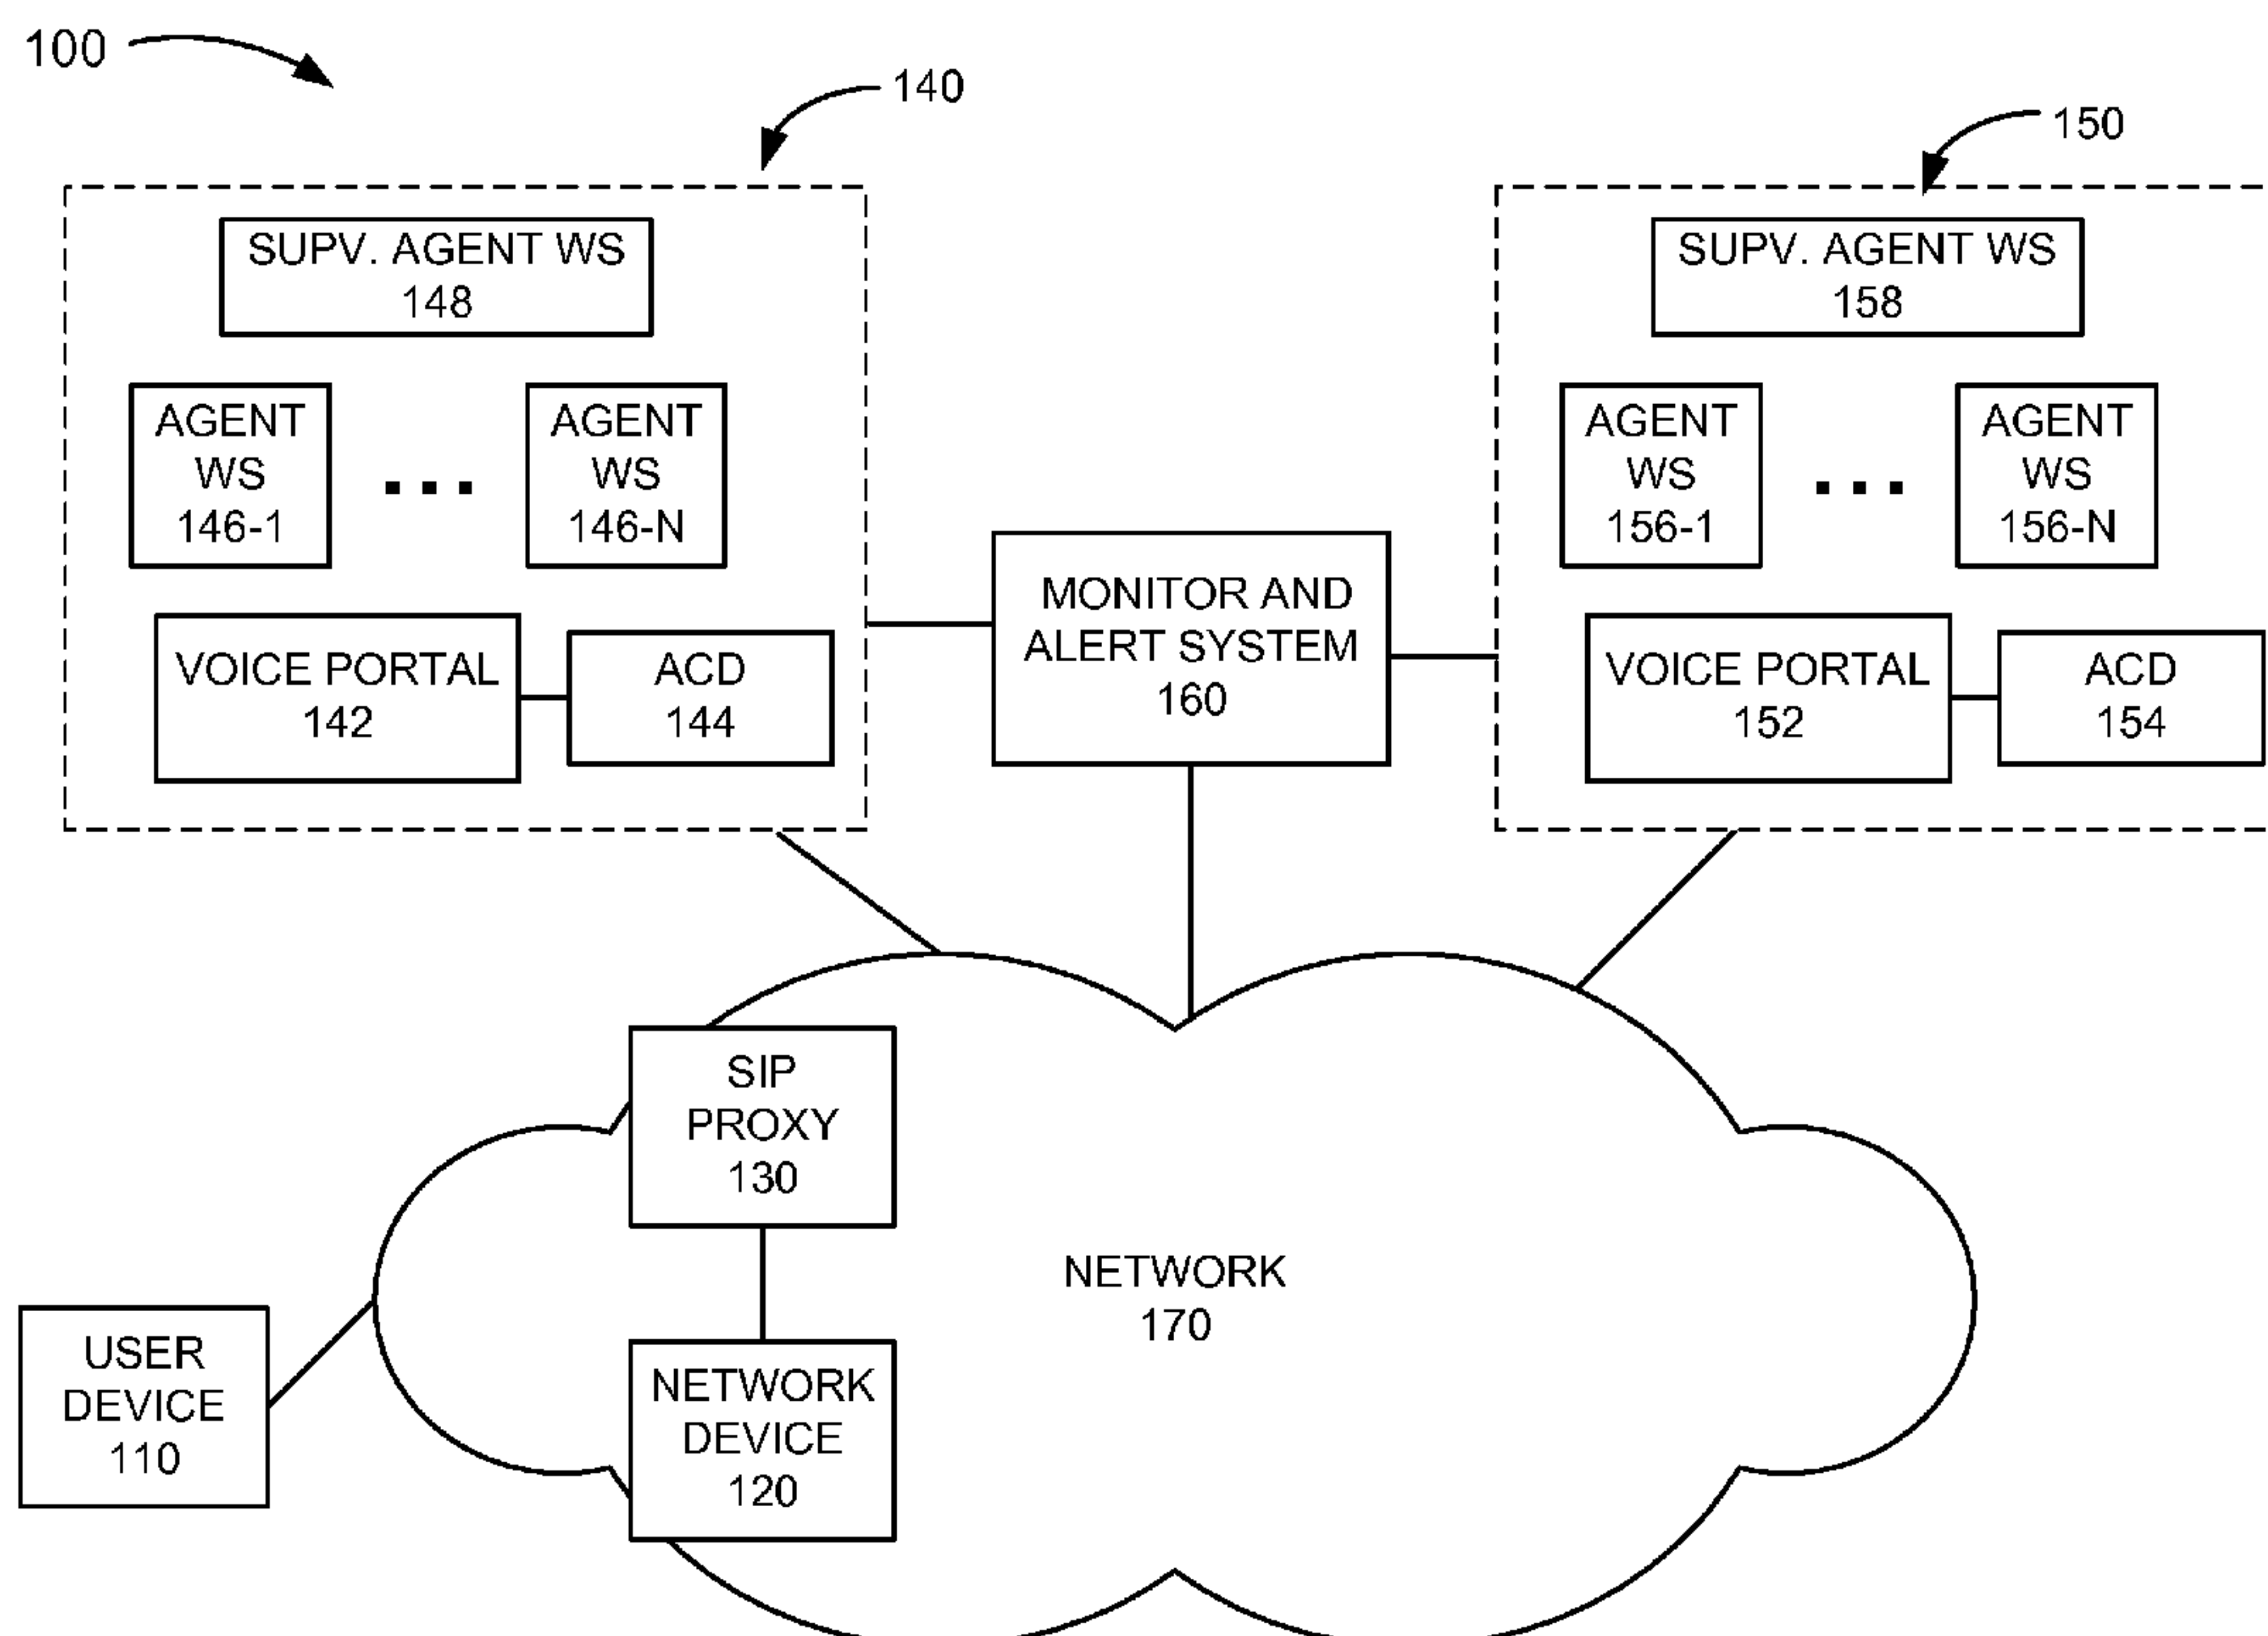 100
140
150
SUPV. AGENT WS
148
AGENT
WS
146-1
AGENT
WS
146-N
VOICE PORTAL
142
ACD
144
MONITOR AND
ALERT SYSTEM
160
SUPV. AGENT WS
158
AGENT
WS
156-1
AGENT
WS
156-N
VOICE PORTAL
152
ACD
154
SIP
PROXY
130
NETWORK
170
USER
DEVICE
110
NETWORK
DEVICE
120